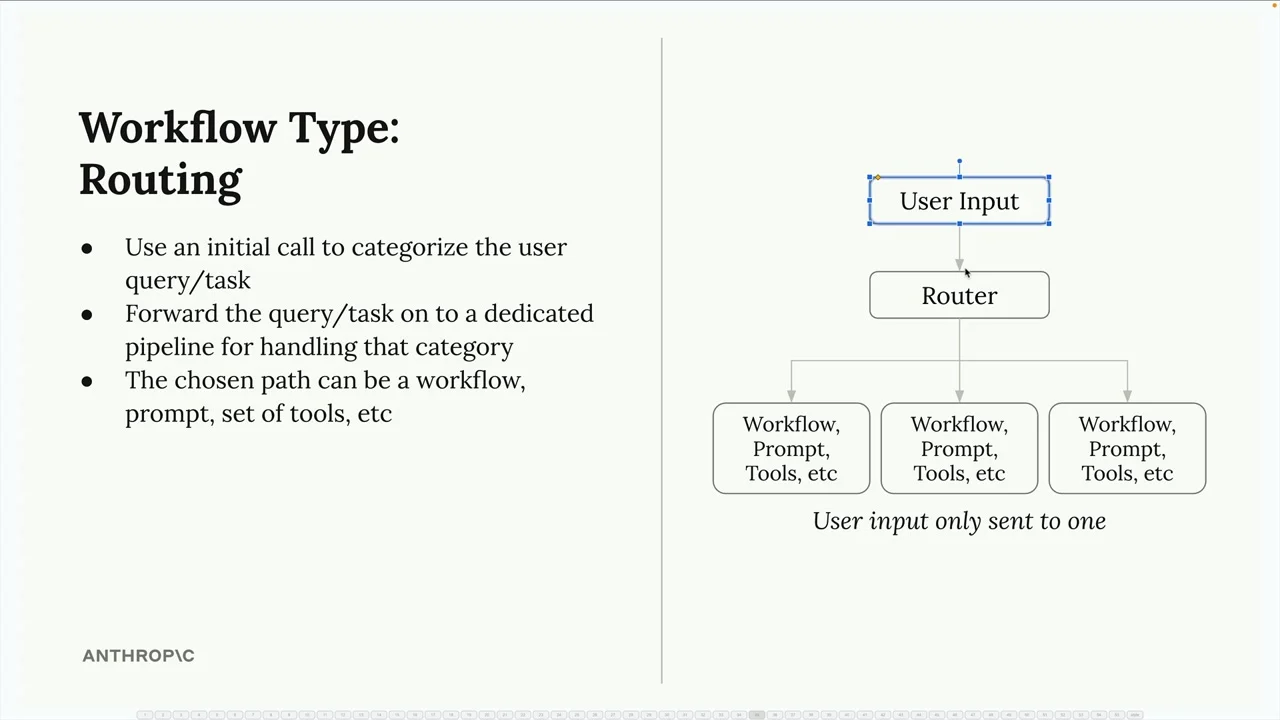 Workflow Type:
Routing
● Use an initial call to categorize the user
query/task
● Forward the query/task on to a dedicated
pipeline for handling that category
● The chosen path can be a workflow,
prompt, set of tools, etc
ANTHROP\C
User Input
Router
Workflow,
Prompt,
Tools, etc
Workflow,
Prompt,
Tools, etc
Workflow,
Prompt,
Tools, etc
User input only sent to one